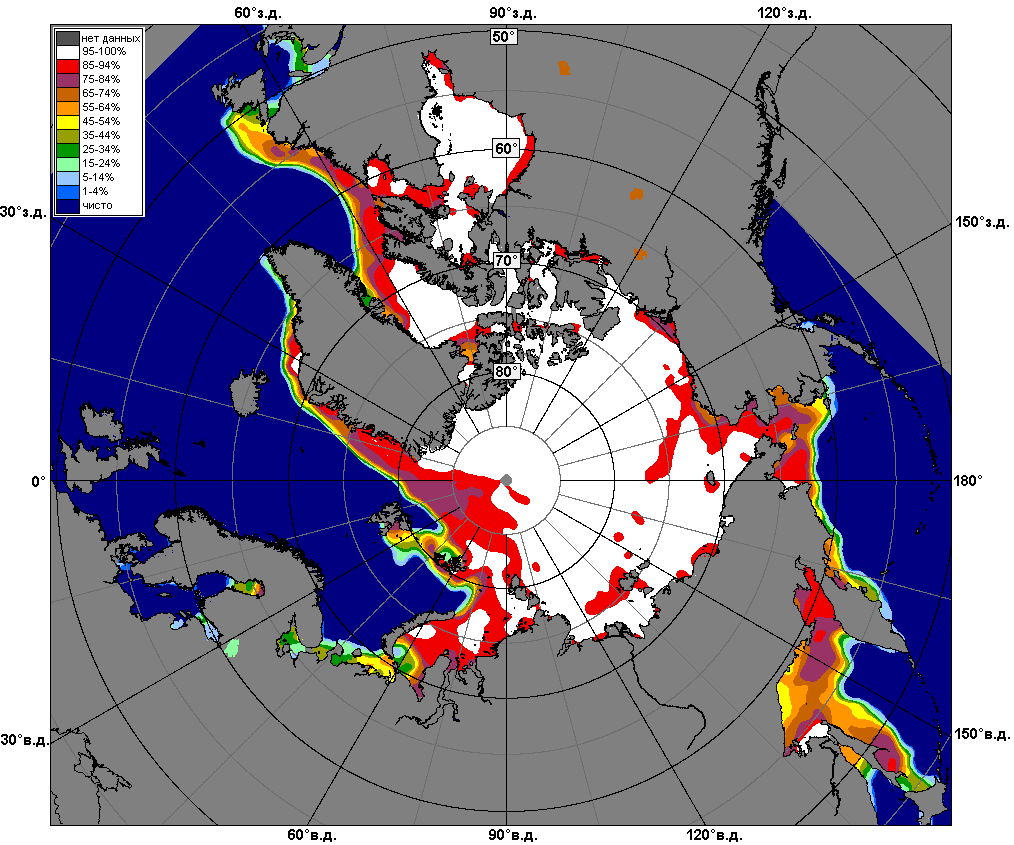 60°з.д.
90°з.д.
120°з.д.
50°
нет данных
95-100%
85-94%
75-84%
65-74%
55-64%
45-54%
35-44%
25-34%
15-24%
5-14%
1-4%
чисто
60°
30°з.д.
150°з.д.
70°
80°
0°
180°
30°в.д.
150°в.д.
60°в.д.
90°в.д.
120°в.д.